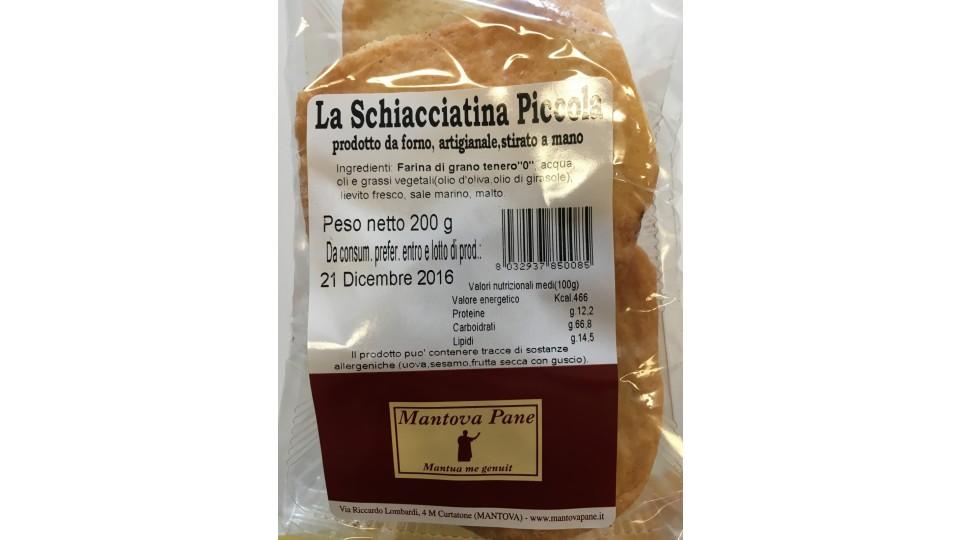 La Schiacciatina Piccola
prodotto da forno, artigianale,stirato a mano
Ingredienti: Farina di grano tenero"0", acqua,
oli e grassi vegetali(olio d'oliva,olio di girasole),
lievito fresco, sale marino, malto.
Peso netto 200 g
Da consum. prefer. entro e lotto di prod.:
21 Dicembre 2016
8 032937 850085
Valori nutrizionali medi(100g)
Valore energetico Kcal.466
Proteine g.12,2
Carboidrati g.66,8
Lipidi g.14,5
Il prodotto puo' contenere tracce di sostanze
allergeniche (uova,sesamo,frutta secca con guscio).
Mantova Pane
Mantua me genuit
Via Riccardo Lombardi, 4 M Curtatone (MANTOVA) - www.mantovapane.it